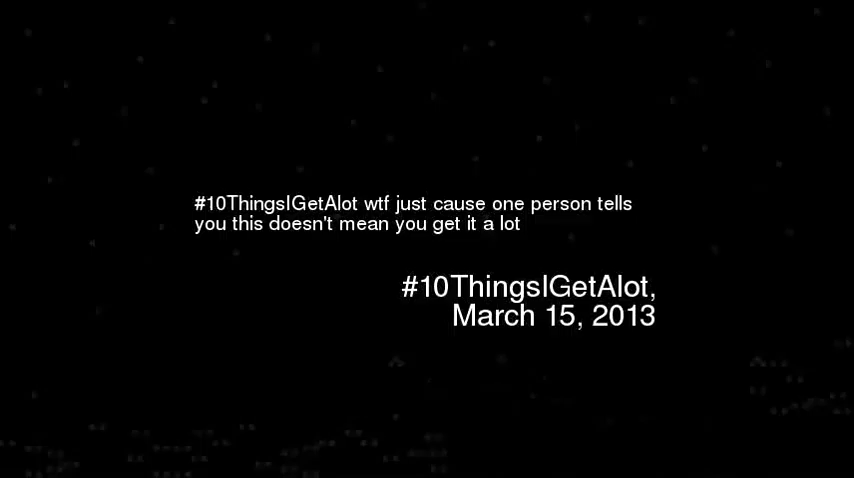 #10ThingsIGetAlot wtf just cause one person tells
you this doesn't mean you get it a lot
#10ThingsIGetAlot,
March 15, 2013